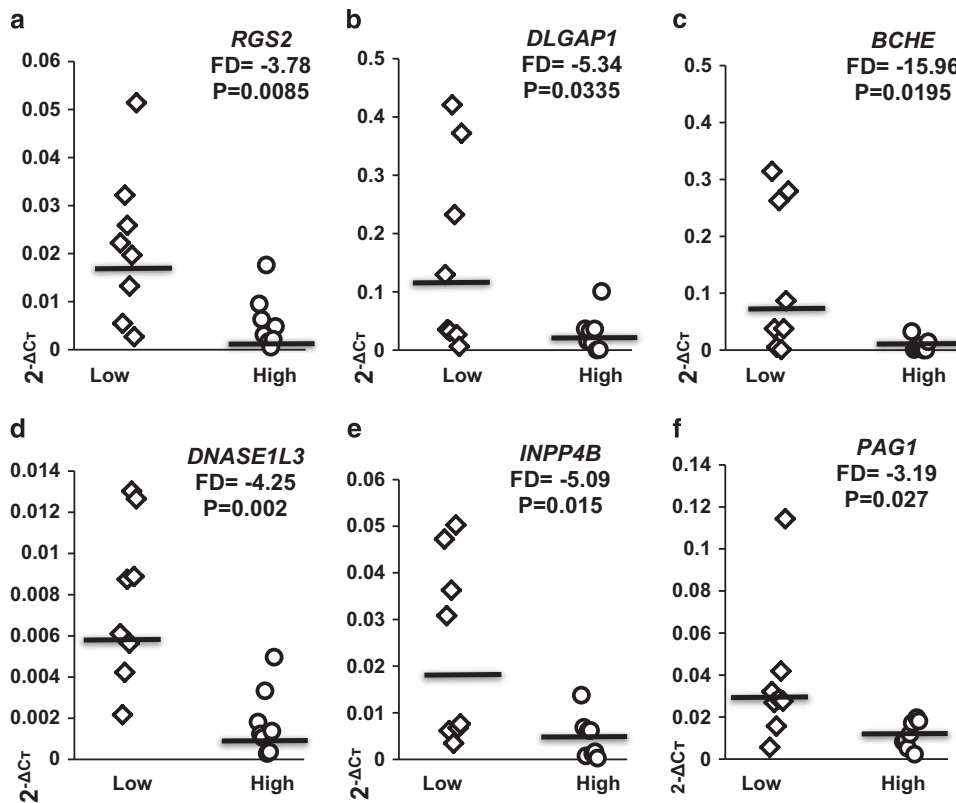 a
RGS2
FD= -3.78
P=0.0085
0.06
0.05
0.04
0.03
0.02
0.01
0
2-ΔCT
Low
High
b
DLGAP1
FD= -5.34
P=0.0335
0.5
0.4
0.3
0.2
0.1
0
2-ΔCT
Low
High
c
BCHE
FD= -15.96
P=0.0195
0.5
0.4
0.3
0.2
0.1
0
2-ΔCT
Low
High
d
DNASE1L3
FD= -4.25
P=0.002
0.014
0.012
0.01
0.008
0.006
0.004
0.002
0
2-ΔCT
Low
High
e
INPP4B
FD= -5.09
P=0.015
0.06
0.05
0.04
0.03
0.02
0.01
0
2-ΔCT
Low
High
f
PAG1
FD= -3.19
P=0.027
0.14
0.12
0.1
0.08
0.06
0.04
0.02
0
2-ΔCT
Low
High